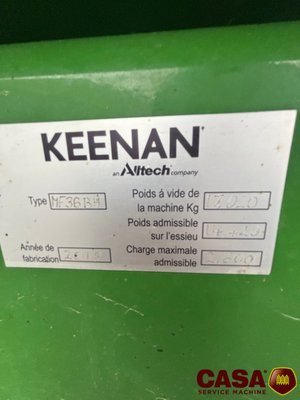 KEENAN
an Alltech company
Type
Poids à vide de
la machine Kg
Poids admissible
sur l'essieu
Année de
fabrication
Charge maximale
admissible
CASA
SERVICE MACHINE